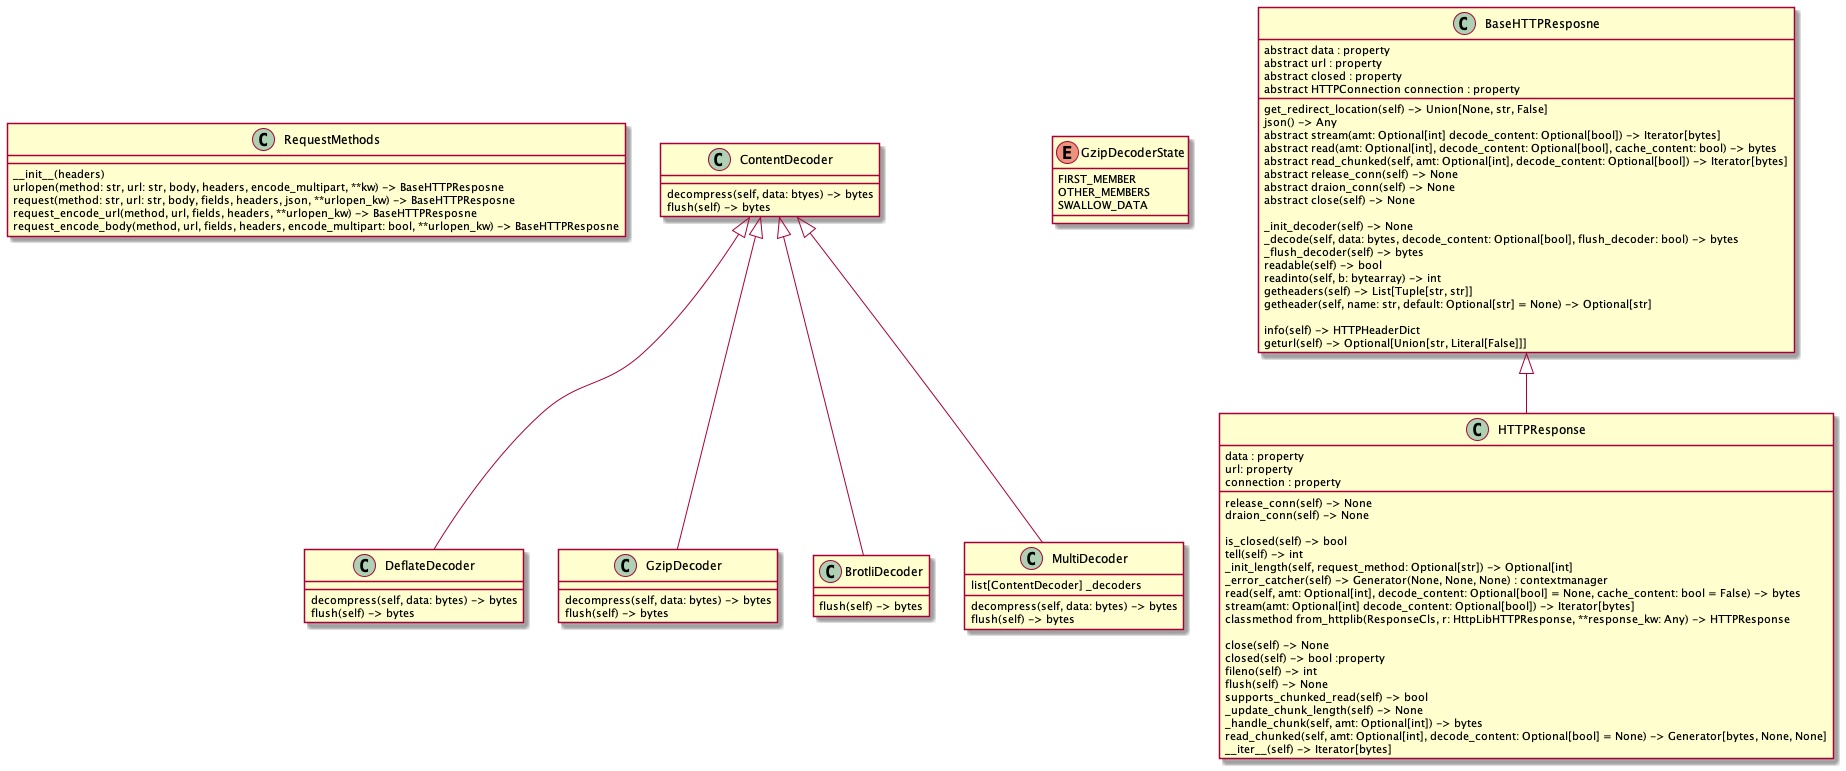 RequestMethods
__init__(headers)
urlopen(method: str, url: str, body, headers, encode_multipart, **kw) -> BaseHTTPResposne
request(method: str, url: str, body, fields, headers, json, **urlopen_kw) -> BaseHTTPResposne
request_encode_url(method, url, fields, headers, **urlopen_kw) -> BaseHTTPResposne
request_encode_body(method, url, fields, headers, encode_multipart: bool, **urlopen_kw) -> BaseHTTPResposne
C ContentDecoder
decompress(self, data: btyes) -> bytes
flush(self) -> bytes
E GzipDecoderState
FIRST_MEMBER
OTHER_MEMBERS
SWALLOW_DATA
C BaseHTTPResposne
abstract data : property
abstract url : property
abstract closed : property
abstract HTTPConnection connection : property
get_redirect_location(self) -> Union[None, str, False]
json() -> Any
abstract stream(amt: Optional[int] decode_content: Optional[bool]) -> Iterator[bytes]
abstract read(amt: Optional[int], decode_content: Optional[bool], cache_content: bool) -> bytes
abstract read_chunked(self, amt: Optional[int], decode_content: Optional[bool]) -> Iterator[bytes]
abstract release_conn(self) -> None
abstract draion_conn(self) -> None
abstract close(self) -> None
_init_decoder(self) -> None
_decode(self, data: bytes, decode_content: Optional[bool], flush_decoder: bool) -> bytes
_flush_decoder(self) -> bytes
readable(self) -> bool
readinto(self, b: bytearray) -> int
getheaders(self) -> List[Tuple[str, str]]
getheader(self, name: str, default: Optional[str] = None) -> Optional[str]
info(self) -> HTTPHeaderDict
geturl(self) -> Optional[Union[str, Literal[False]]]
C DeflateDecoder
decompress(self, data: bytes) -> bytes
flush(self) -> bytes
C GzipDecoder
decompress(self, data: bytes) -> bytes
flush(self) -> bytes
C BrotliDecoder
flush(self) -> bytes
C MultiDecoder
list[ContentDecoder] _decoders
decompress(self, data: bytes) -> bytes
flush(self) -> bytes
C HTTPResponse
data : property
url: property
connection : property
release_conn(self) -> None
draion_conn(self) -> None
is_closed(self) -> bool
tell(self) -> int
_init_length(self, request_method: Optional[str]) -> Optional[int]
_error_catcher(self) -> Generator(None, None, None) : contextmanager
read(self, amt: Optional[int], decode_content: Optional[bool] = None, cache_content: bool = False) -> bytes
stream(amt: Optional[int] decode_content: Optional[bool]) -> Iterator[bytes]
classmethod from_httplib(ResponseCls, r: HttpLibHTTPResponse, **response_kw: Any) -> HTTPResponse
close(self) -> None
closed(self) -> bool :property
fileno(self) -> int
flush(self) -> None
supports_chunked_read(self) -> bool
_update_chunk_length(self) -> None
_handle_chunk(self, amt: Optional[int]) -> bytes
read_chunked(self, amt: Optional[int], decode_content: Optional[bool] = None) -> Generator[bytes, None, None]
__iter__(self) -> Iterator[bytes]